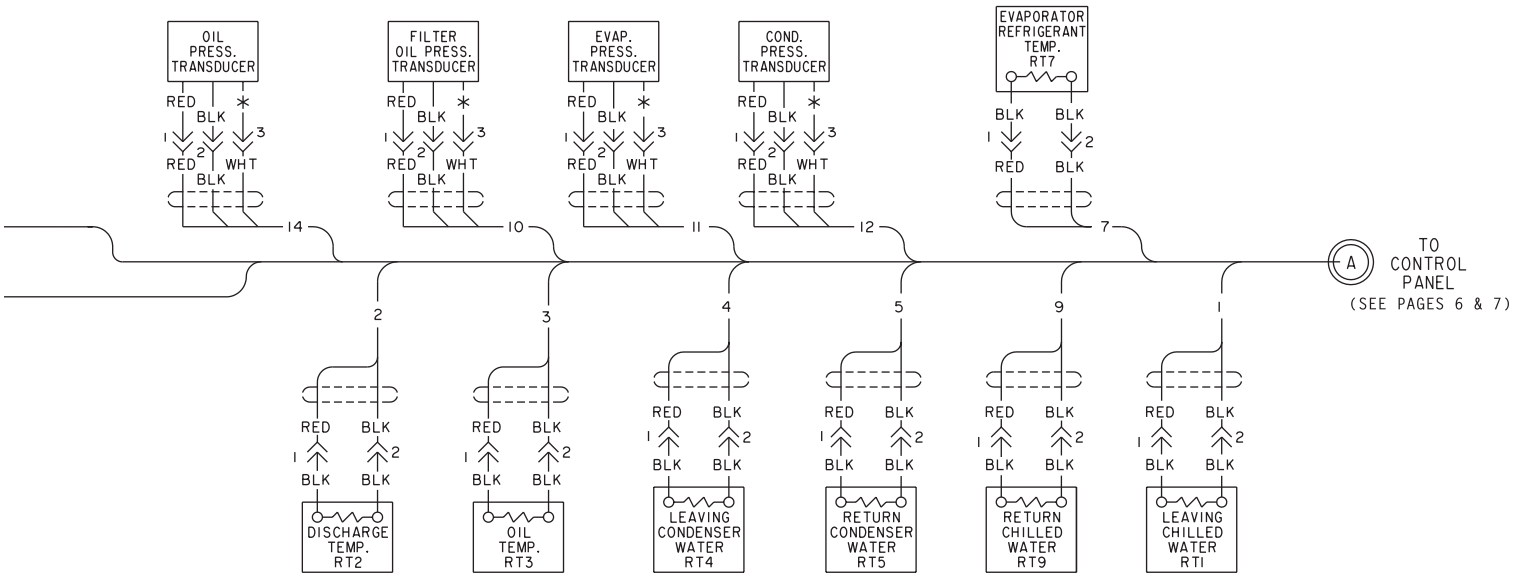 OIL
PRESS.
TRANSDUCER
FILTER
OIL PRESS.
TRANSDUCER
EVAP.
PRESS.
TRANSDUCER
COND.
PRESS.
TRANSDUCER
EVAPORATOR
REFRIGERANT
TEMP.
RT7
RED
BLK
*
1
2
3
RED
BLK
WHT
RED
BLK
*
1
2
3
RED
BLK
WHT
RED
BLK
*
1
2
3
RED
BLK
WHT
RED
BLK
*
1
2
3
RED
BLK
WHT
BLK
BLK
1
2
RED
BLK
14
10
11
12
7
A
TO
CONTROL
PANEL
(SEE PAGES 6 & 7)
2
3
4
5
9
1
RED
BLK
1
2
BLK
BLK
DISCHARGE
TEMP.
RT2
RED
BLK
1
2
BLK
BLK
OIL
TEMP.
RT3
RED
BLK
1
2
BLK
BLK
LEAVING
CONDENSER
WATER
RT4
RED
BLK
1
2
BLK
BLK
RETURN
CONDENSER
WATER
RT5
RED
BLK
1
2
BLK
BLK
RETURN
CHILLED
WATER
RT9
RED
BLK
1
2
BLK
BLK
LEAVING
CHILLED
WATER
RT1